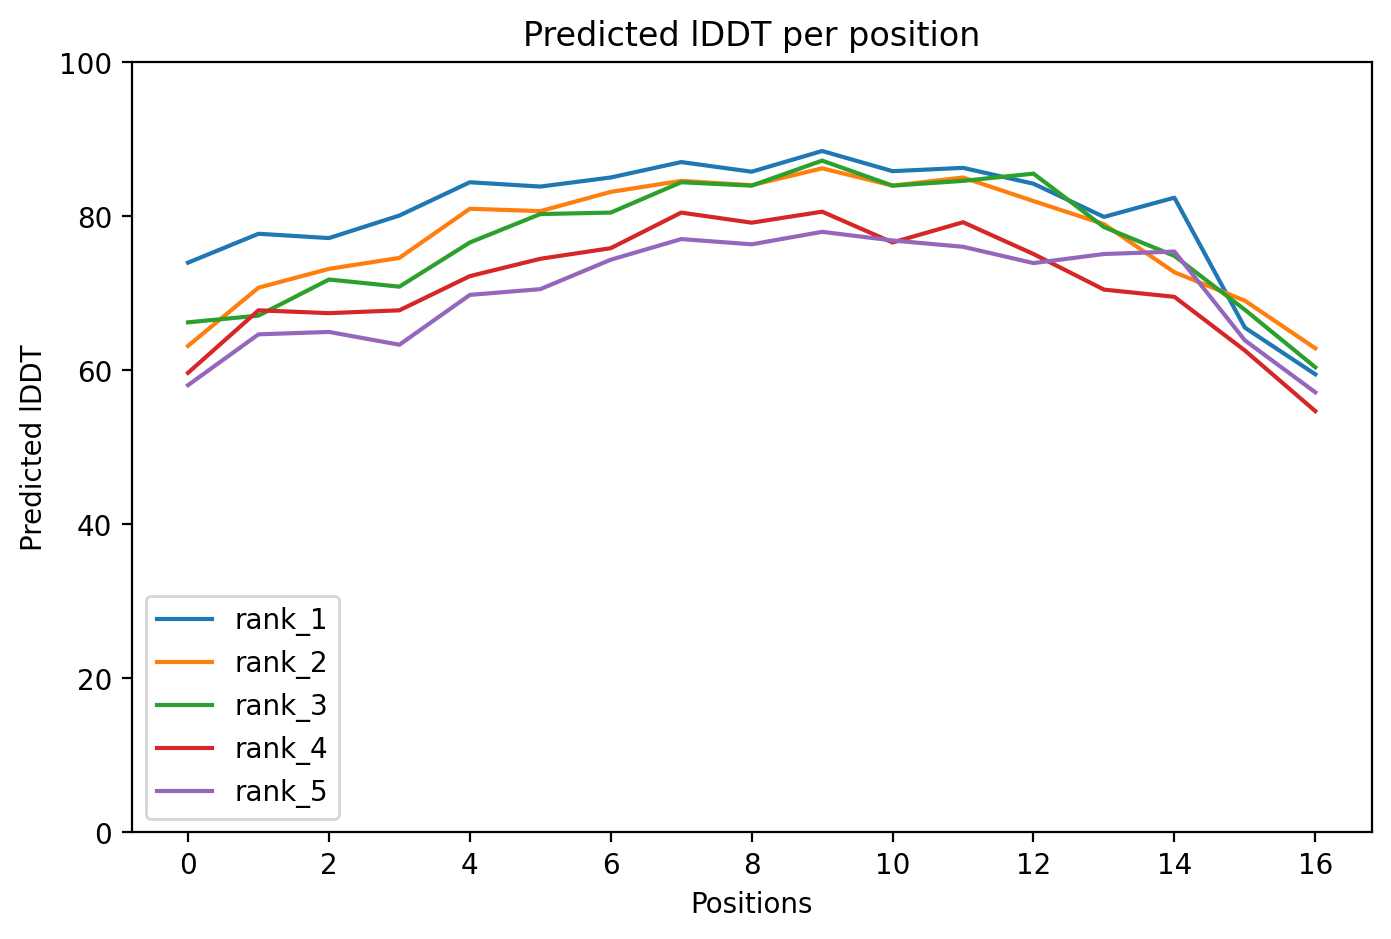 Predicted lDDT per position
100
80
60
40
20
0
Predicted lDDT
rank_1
rank_2
rank_3
rank_4
rank_5
0 2 4 6 8 10 12 14 16
Positions